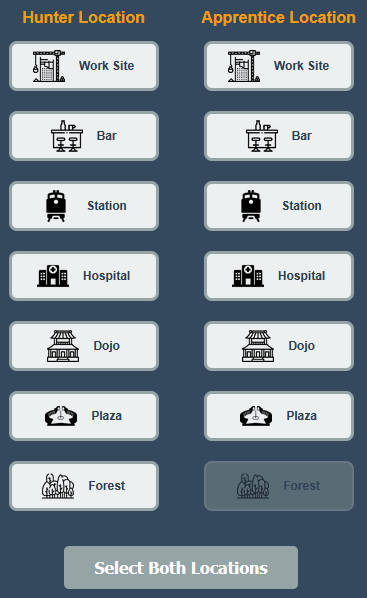 Hunter Location
Apprentice Location
Work Site
Work Site
Bar
Bar
Station
Station
Hospital
Hospital
Dojo
Dojo
Plaza
Plaza
Forest
Forest
Select Both Locations